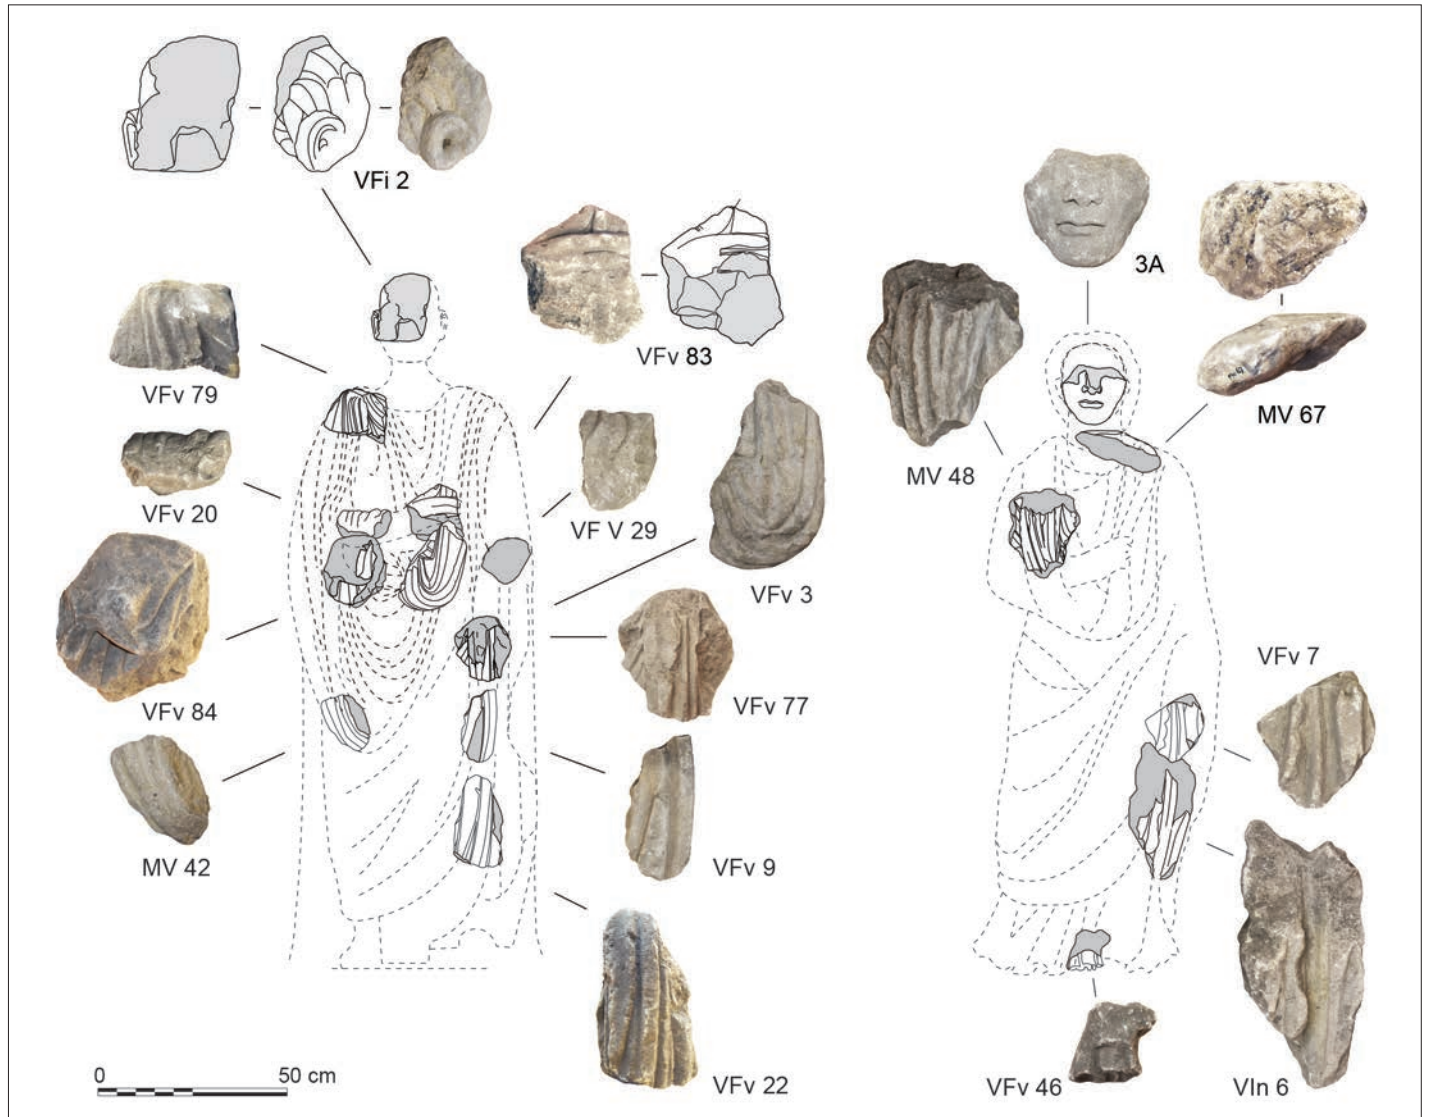 VFi 2
3A
VFv 83
VFv 79
MV 67
MV 48
VFv 20
VF V 29
VFv 3
VFv 7
VFv 84
VFv 77
MV 42
VFv 9
VFv 22
VFv 46
VIn 6
0 50 cm